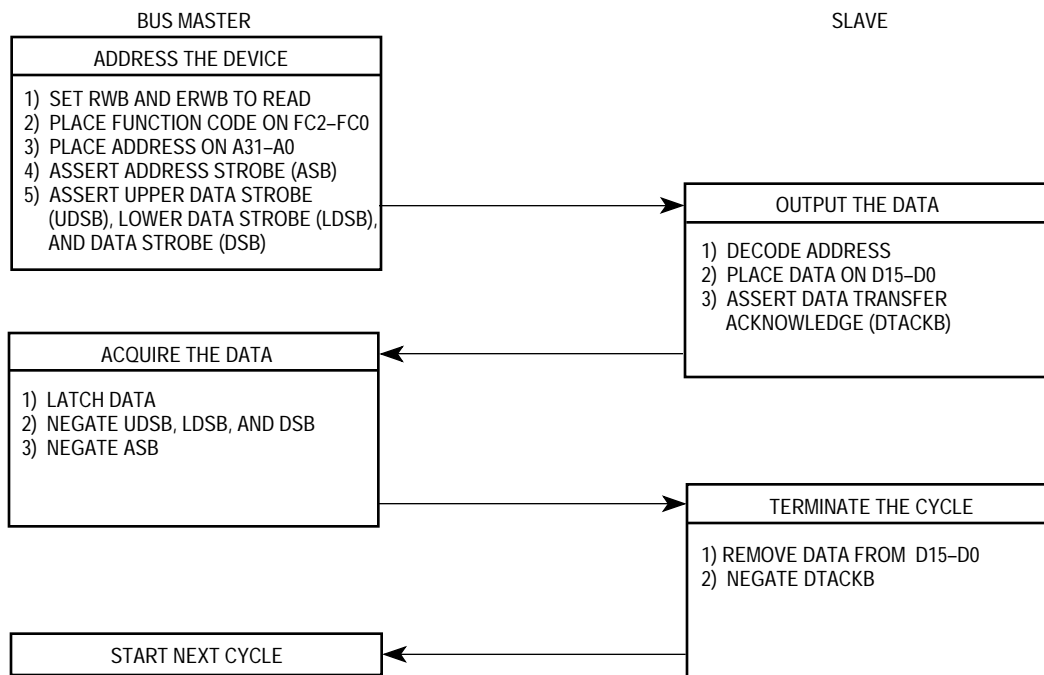 BUS MASTER
SLAVE
ADDRESS THE DEVICE
1) SET RWB AND ERWB TO READ
2) PLACE FUNCTION CODE ON FC2–FC0
3) PLACE ADDRESS ON A31–A0
4) ASSERT ADDRESS STROBE (ASB)
5) ASSERT UPPER DATA STROBE
(UDSB), LOWER DATA STROBE (LDSB),
AND DATA STROBE (DSB)
OUTPUT THE DATA
1) DECODE ADDRESS
2) PLACE DATA ON D15–D0
3) ASSERT DATA TRANSFER
ACKNOWLEDGE (DTACKB)
ACQUIRE THE DATA
1) LATCH DATA
2) NEGATE UDSB, LDSB, AND DSB
3) NEGATE ASB
TERMINATE THE CYCLE
1) REMOVE DATA FROM D15–D0
2) NEGATE DTACKB
START NEXT CYCLE